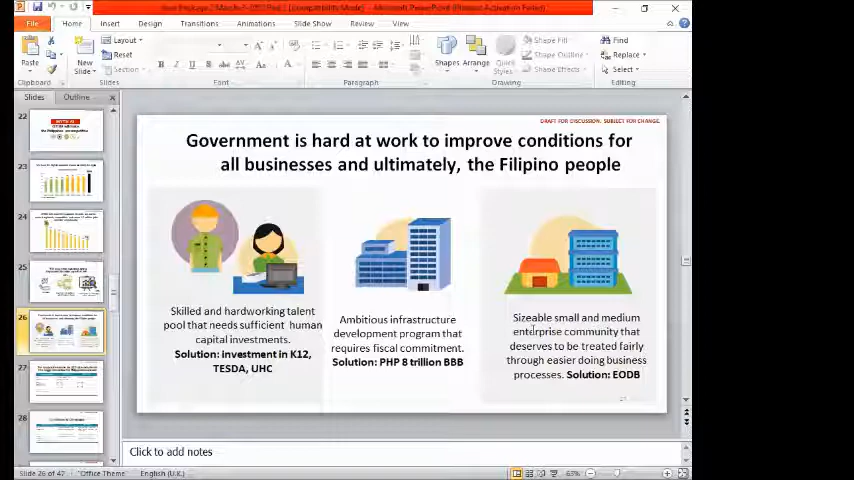 File
Home
Insert
Design
Transitions
Animations
Slide Show
Review
View
Paste
New
Slide
Layout
Reset
Section
Shapes
Arrange
Quick
Styles
Shape Fill
Shape Outline
Shape Effects
Find
Replace
Select
Clipboard
Slides
Font
Paragraph
Drawing
Editing
Slides
Outline
22
23
24
25
26
27
28
DRAFT FOR DISCUSSION. SUBJECT FOR CHANGE.
Government is hard at work to improve conditions for
all businesses and ultimately, the Filipino people
Skilled and hardworking talent
pool that needs sufficient human
capital investments.
Solution: investment in K12,
TESDA, UHC
Ambitious infrastructure
development program that
requires fiscal commitment.
Solution: PHP 8 trillion BBB
Sizeable small and medium
enterprise community that
deserves to be treated fairly
through easier doing business
processes. Solution: EODB
Click to add notes
Slide 26 of 47
"Office Theme"
English (U.K.)
63%